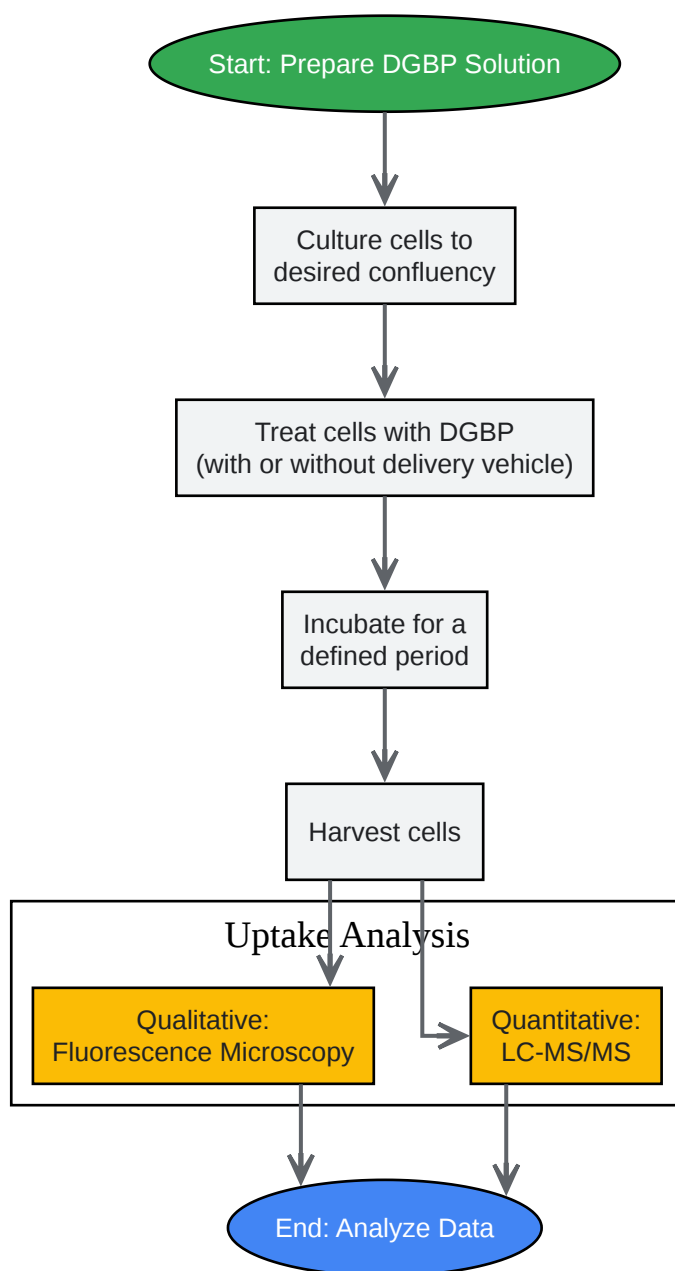 Start: Prepare DGBP Solution
Culture cells to
desired confluency
Treat cells with DGBP
(with or without delivery vehicle)
Incubate for a
defined period
Harvest cells
Uptake Analysis
Qualitative:
Fluorescence Microscopy
Quantitative:
LC-MS/MS
End: Analyze Data